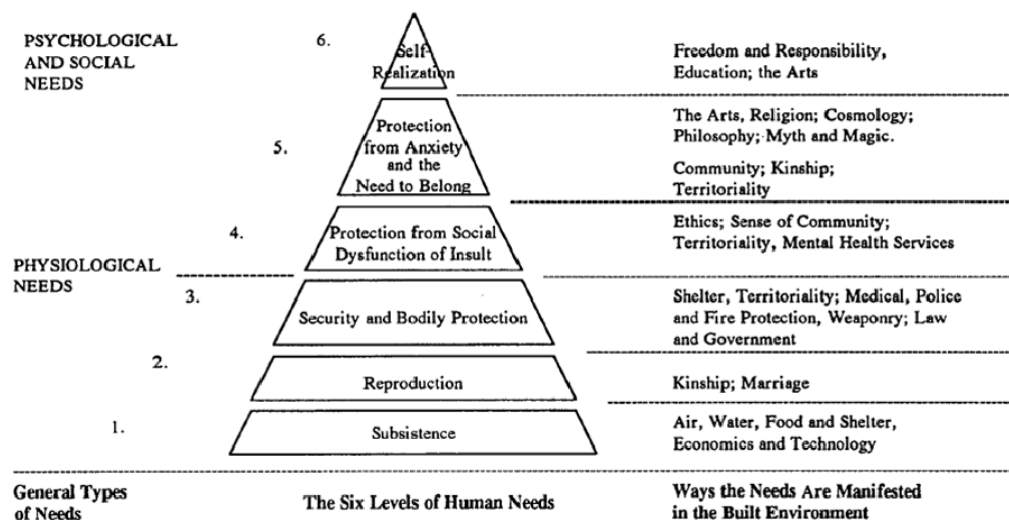 PSYCHOLOGICAL
AND SOCIAL
NEEDS
6.
Self-
Realization
Freedom and Responsibility,
Education; the Arts
5.
Protection
from Anxiety
and the
Need to Belong
The Arts, Religion; Cosmology;
Philosophy; Myth and Magic.
Community; Kinship;
Territoriality
4.
Protection from Social
Dysfunction of Insult
Ethics; Sense of Community;
Territoriality, Mental Health Services
PHYSIOLOGICAL
NEEDS
3.
Security and Bodily Protection
Shelter, Territoriality; Medical, Police
and Fire Protection, Weaponry; Law
and Government
2.
Reproduction
Kinship; Marriage
1.
Subsistence
Air, Water, Food and Shelter,
Economics and Technology
General Types
of Needs
The Six Levels of Human Needs
Ways the Needs Are Manifested
in the Built Environment